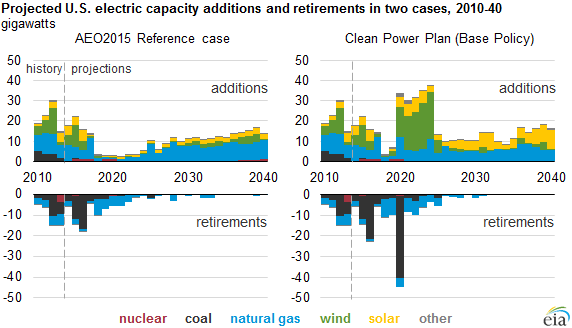 Projected U.S. electric capacity additions and retirements in two cases, 2010-40
gigawatts
AEO2015 Reference case
Clean Power Plan (Base Policy)
50
40
30
20
10
0
history
projections
additions
2010
2020
2030
2040
0
-10
-20
-30
-40
-50
retirements
50
40
30
20
10
0
additions
2010
2020
2030
2040
0
-10
-20
-30
-40
-50
retirements
nuclear coal natural gas wind solar other
eia